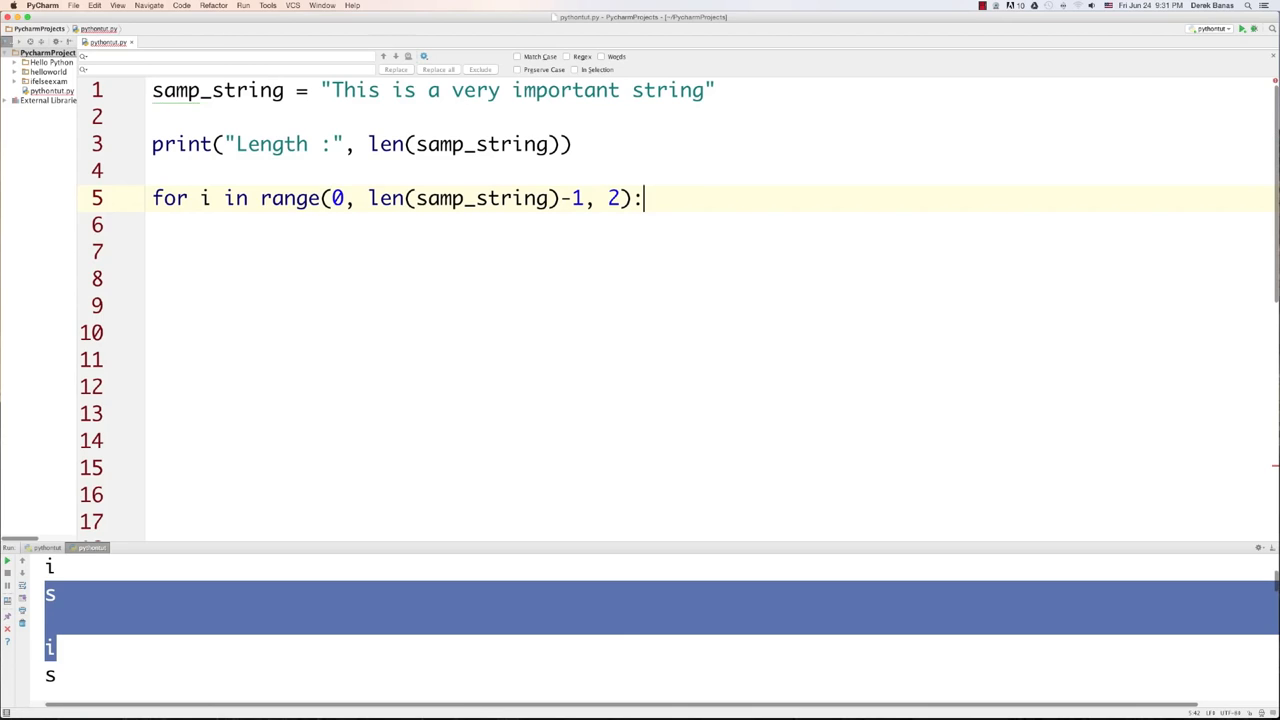 PyCharm File Edit View Navigate Code Refactor Run Tools VCS Window Help
10 Fri Jun 24 9:31 PM Derek Banas
pythontut.py - PycharmProjects - [~/PycharmProjects]
PycharmProjects pythontut.py
pythontut
pythontut.py ×
PycharmProject
Hello Python
helloworld
ifelseexam
pythontut.py
External Librarie
Match Case Regex Words
Replace Replace all Exclude Preserve Case In Selection
1 samp_string = "This is a very important string"
2
3 print("Length :", len(samp_string))
4
5 for i in range(0, len(samp_string)-1, 2):
6
7
8
9
10
11
12
13
14
15
16
17
Run: pythontut pythontut
i
s
i
s
5:42 LF÷ UTF-8÷